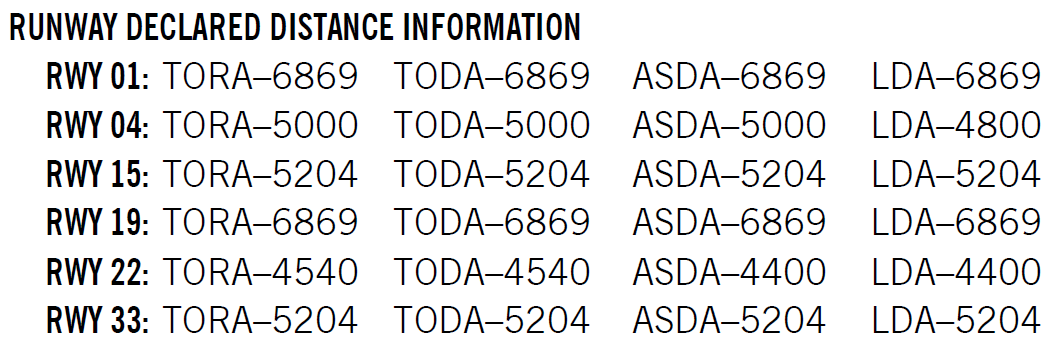 RUNWAY DECLARED DISTANCE INFORMATION
RWY 01: TORA–6869 TODA–6869 ASDA–6869 LDA–6869
RWY 04: TORA–5000 TODA–5000 ASDA–5000 LDA–4800
RWY 15: TORA–5204 TODA–5204 ASDA–5204 LDA–5204
RWY 19: TORA–6869 TODA–6869 ASDA–6869 LDA–6869
RWY 22: TORA–4540 TODA–4540 ASDA–4400 LDA–4400
RWY 33: TORA–5204 TODA–5204 ASDA–5204 LDA–5204